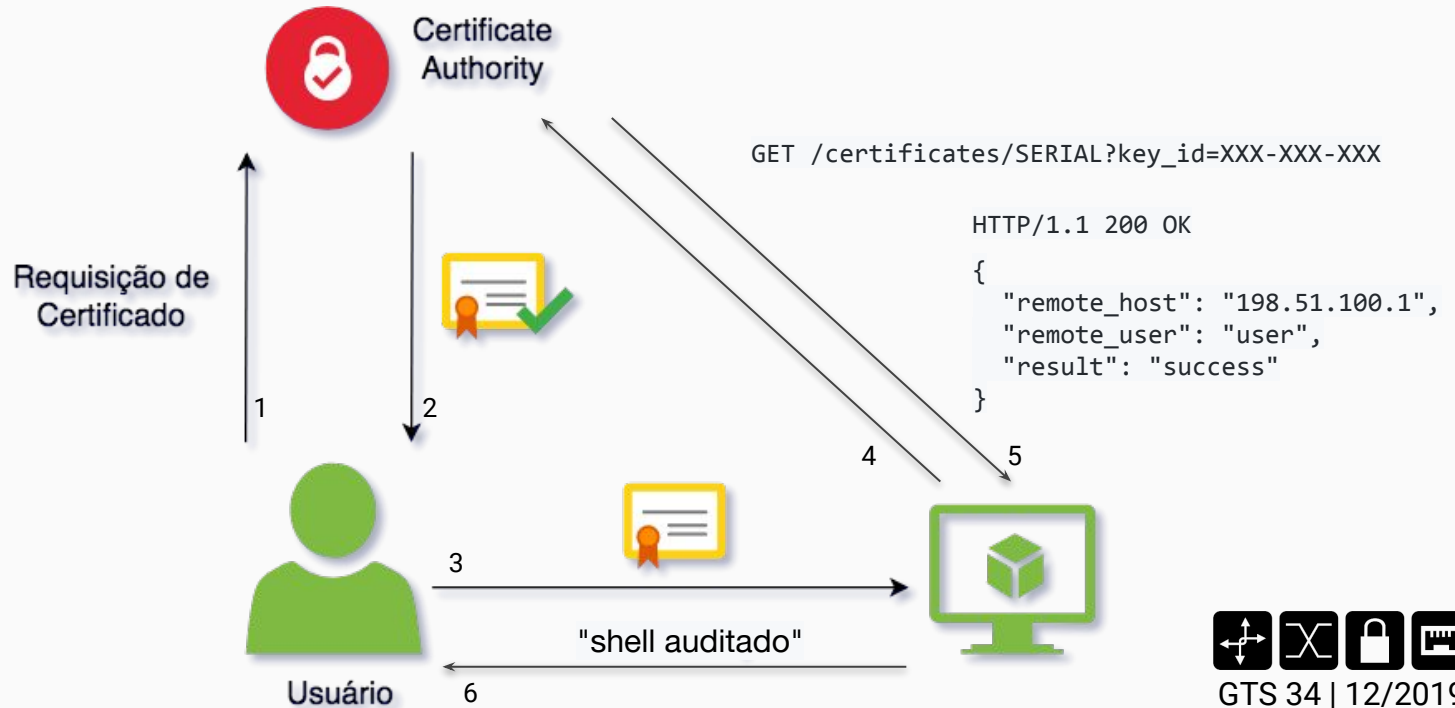 Certificate
Authority
GET /certificates/SERIAL?key_id=XXX-XXX-XXX
HTTP/1.1 200 OK
{
"remote_host": "198.51.100.1",
"remote_user": "user",
"result": "success"
}
Requisição de
Certificado
1
2
4
5
3
"shell auditado"
6
Usuário
GTS 34 | 12/2019